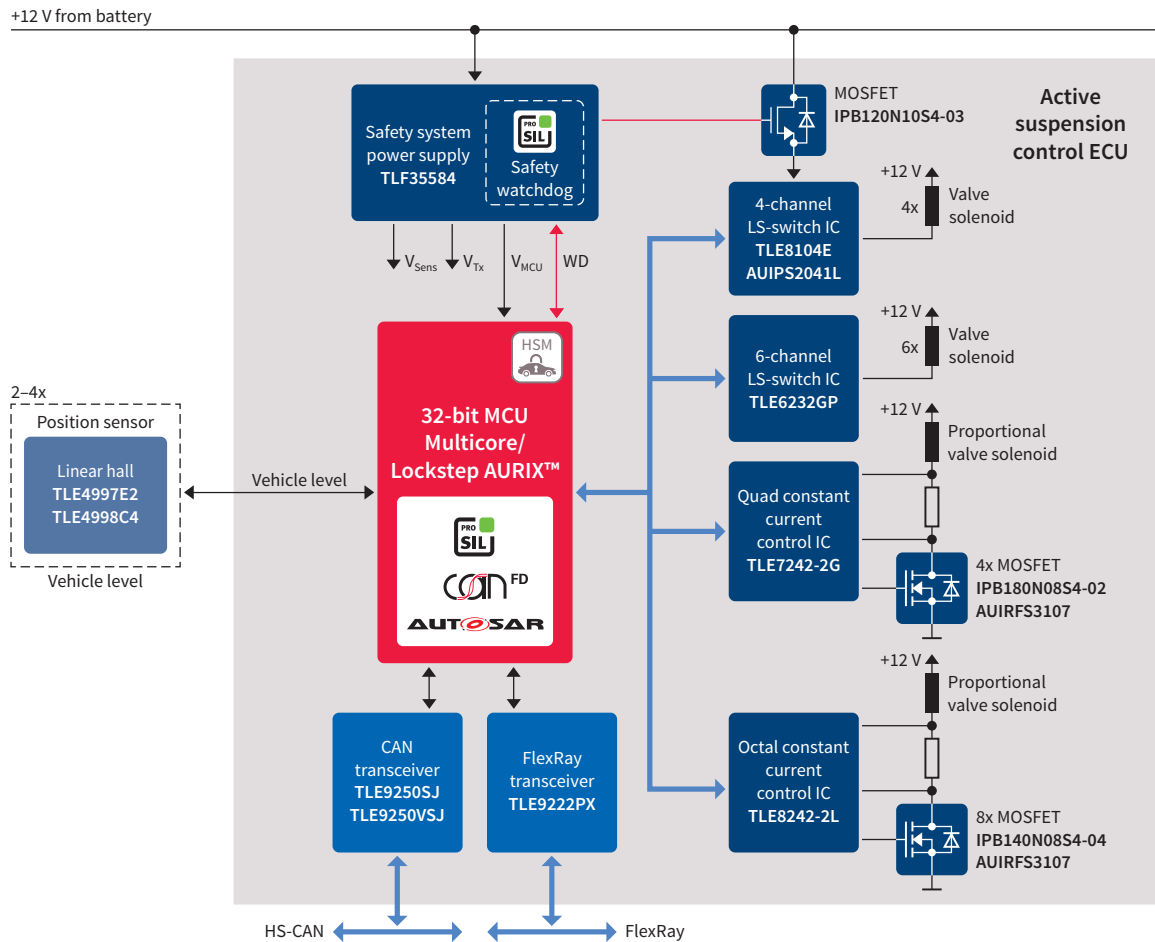 +12 V from battery
Active
suspension
control ECU
Safety system
power supply
TLF35584
PRO
SIL
Safety
watchdog
MOSFET
IPB120N10S4-03
4-channel
LS-switch IC
TLE8104E
AUIPS2041L
+12 V
4x
Valve
solenoid
VSens
VTx
VMCU
WD
6-channel
LS-switch IC
TLE6232GP
+12 V
6x
Valve
solenoid
HSM
32-bit MCU
Multicore/
Lockstep AURIX™
PRO
SIL
CAN FD
AUTOSAR
2–4x
Position sensor
Linear hall
TLE4997E2
TLE4998C4
Vehicle level
Vehicle level
Quad constant
current
control IC
TLE7242-2G
+12 V
Proportional
valve solenoid
4x MOSFET
IPB180N08S4-02
AUIRFS3107
CAN
transceiver
TLE9250SJ
TLE9250VSJ
FlexRay
transceiver
TLE9222PX
Octal constant
current
control IC
TLE8242-2L
+12 V
Proportional
valve solenoid
8x MOSFET
IPB140N08S4-04
AUIRFS3107
HS-CAN
FlexRay